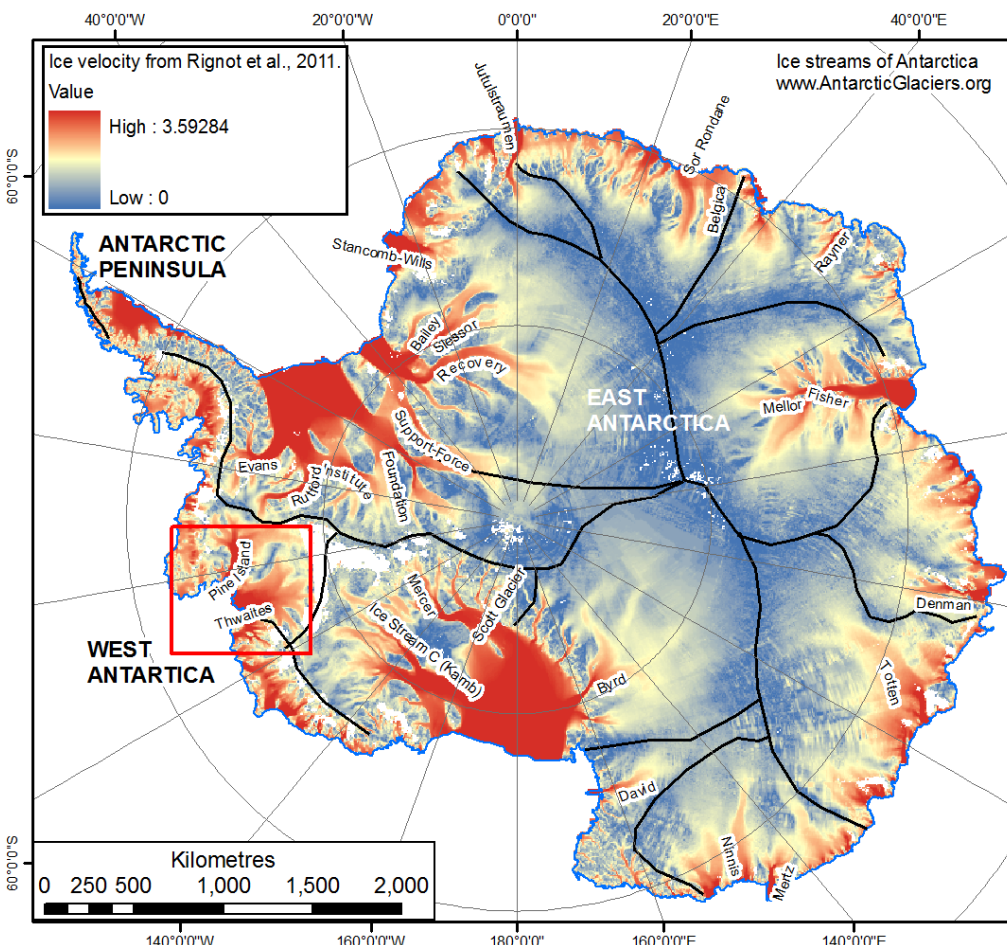 40°0'0"W
20°0'0"W
0°0'0"
20°0'0"E
40°0'0"E
Ice velocity from Rignot et al., 2011.
Value
High : 3.59284
Low : 0
Ice streams of Antarctica
www.AntarcticGlaciers.org
60°0'0"S
Jutulstraumen
Sor Rondane
Belgica
Rayner
ANTARCTIC
PENINSULA
Stancomb-Wills
Bailey
Slessor
Recovery
EAST
ANTARCTICA
Mellor
Fisher
Support-Force
Evans
Rutford
Institute
Foundation
Pine Island
Thwaites
Mercer
Scott Glacier
Ice Stream C (Kamb)
Byrd
Denman
WEST
ANTARTICA
Totten
David
Ninnis
Mertz
60°0'0"S
Kilometres
0 250 500 1,000 1,500 2,000
140°0'0"W
160°0'0"W
180°0'0"
160°0'0"E
140°0'0"E